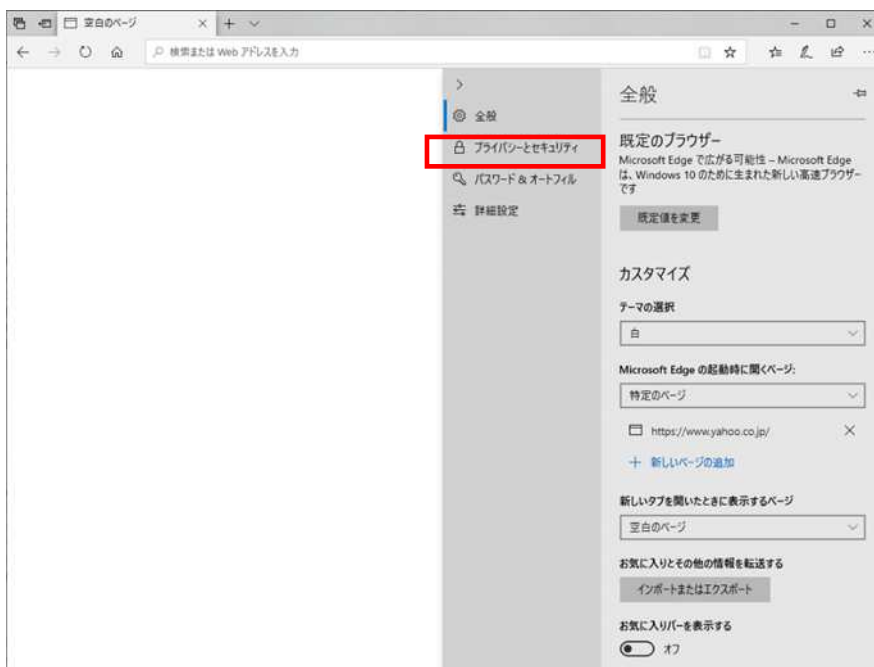 空白のページ
検索または Web アドレスを入力
全般
プライバシーとセキュリティ
パスワード & オートフィル
詳細設定
全般
既定のブラウザー
Microsoft Edge で広がる可能性 – Microsoft Edge
は、Windows 10 のために生まれた新しい高速ブラウザー
です
既定値を変更
カスタマイズ
テーマの選択
白
Microsoft Edge の起動時に開くページ:
特定のページ
https://www.yahoo.co.jp/
新しいページの追加
新しいタブを開いたときに表示するページ
空白のページ
お気に入りとその他の情報を転送する
インポートまたはエクスポート
お気に入りバーを表示する
オフ